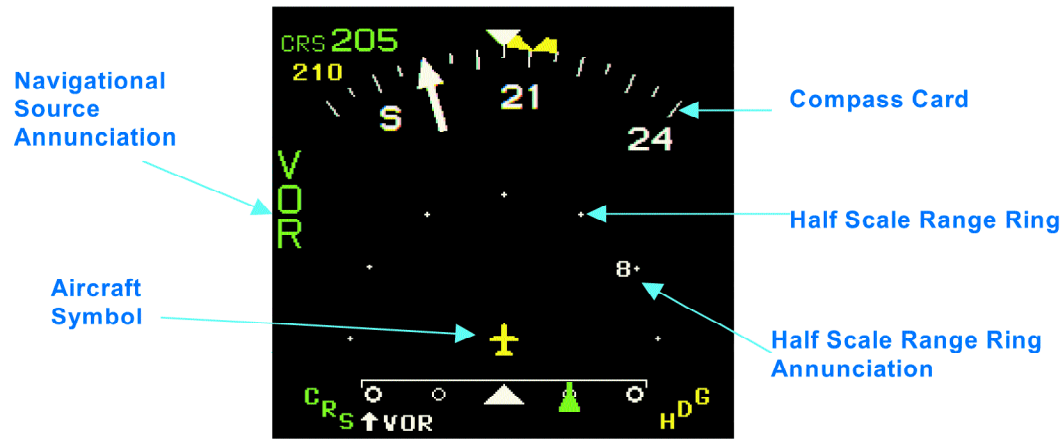 CRS 205
210
S
21
24
V
O
R
8
CRS
↑VOR
HDG
Navigational
Source
Annunciation
Aircraft
Symbol
Compass Card
Half Scale Range Ring
Half Scale Range Ring
Annunciation